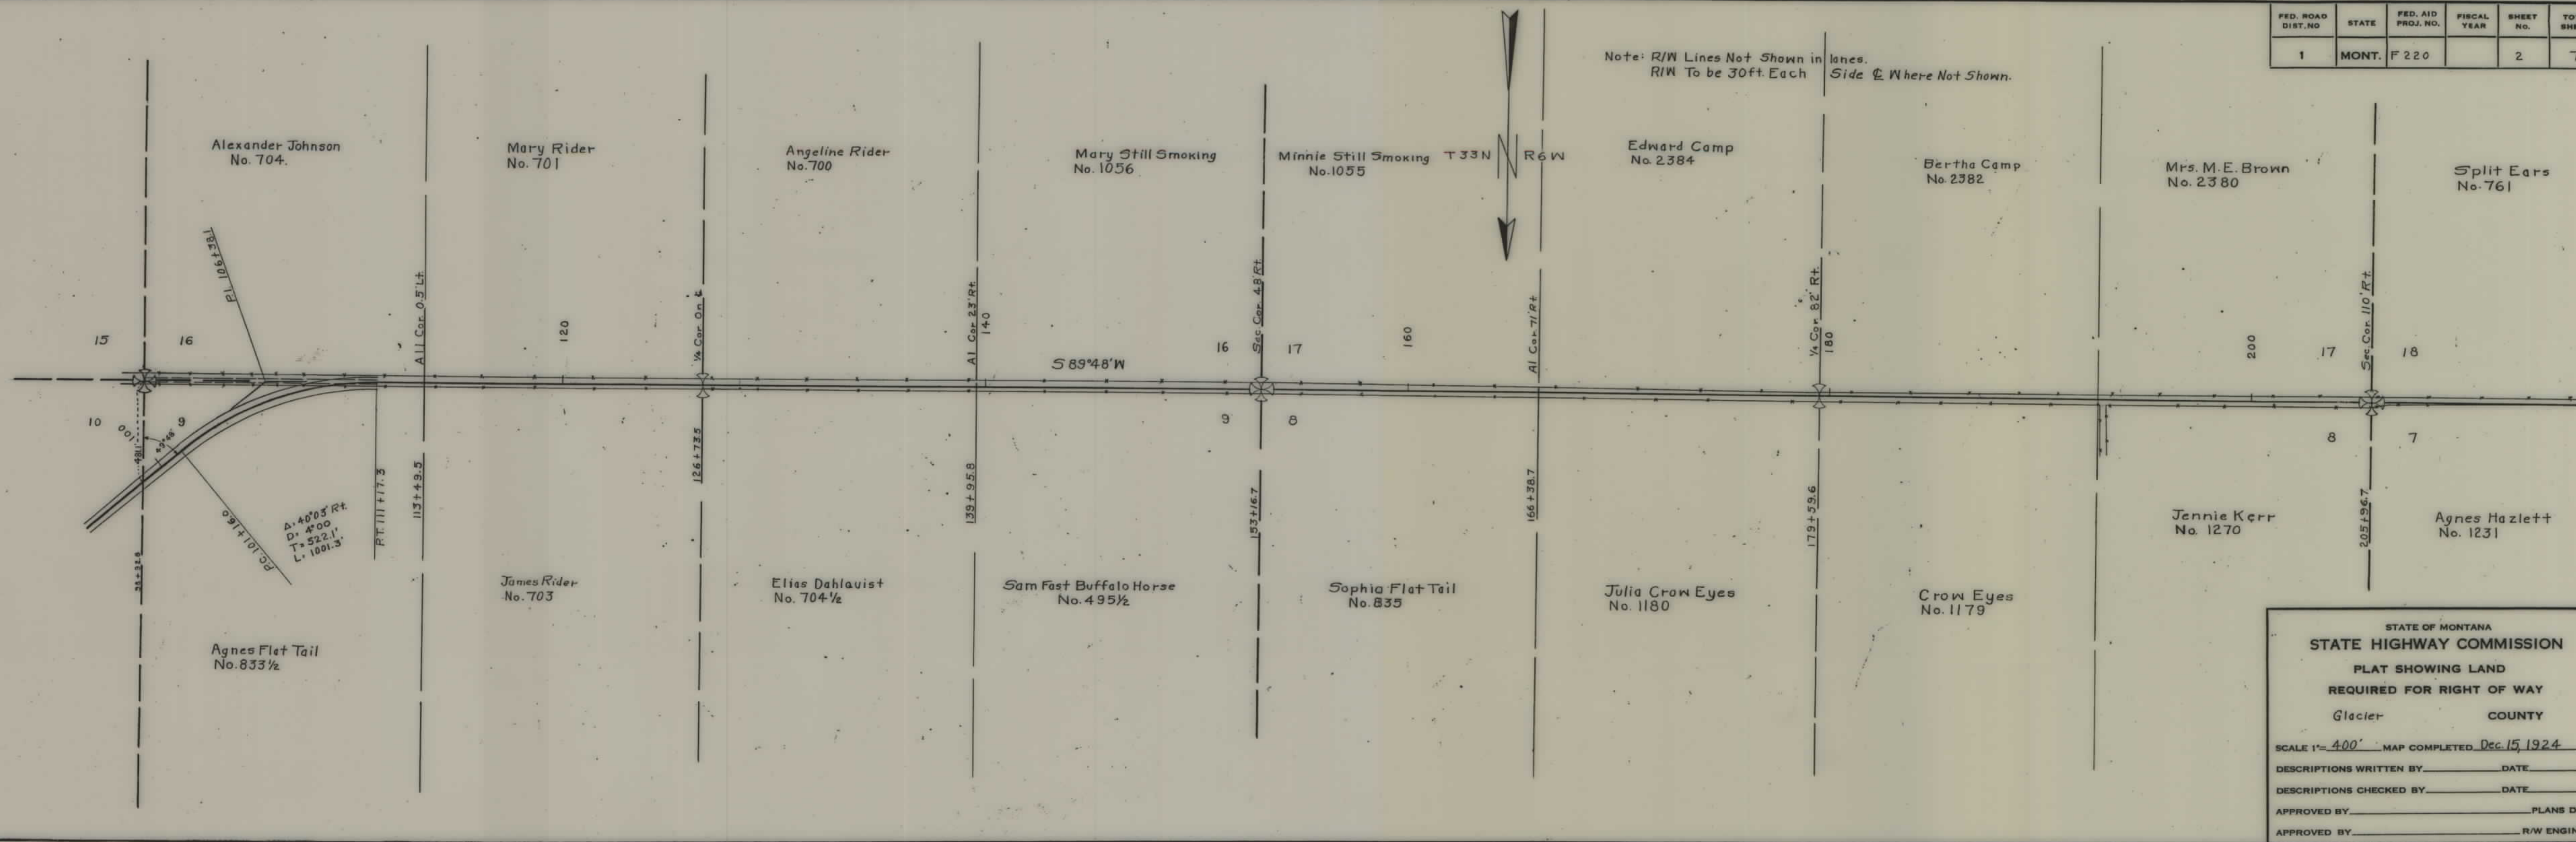 FED. ROAD DIST. NO
STATE
FED. AID PROJ. NO.
FISCAL YEAR
SHEET No.
1
MONT.
F 220
2
Note: R/W Lines Not Shown in lanes.
R/W To be 30ft. Each Side ℄ Where Not Shown.
Alexander Johnson
No. 704.
Mary Rider
No. 701
Angeline Rider
No. 700
Mary Still Smoking
No. 1056
Minnie Still Smoking
No. 1055
T 33 N
N
R 6 W
Edward Camp
No. 2384
Bertha Camp
No. 2382
Mrs. M. E. Brown
No. 2380
Split Ears
No. 761
P.I. 106+38.1
All Cor. 0.5' Lt.
120
¼ Cor. On ℄
Al Cor 23' Rt.
140
Sec Cor 48' Rt.
160
Al Cor 71' Rt
¼ Cor. 82' Rt.
180
200
Sec. Cor. 110' Rt.
15
16
16
17
17
18
S 89°48' W
10
9
9
8
8
7
100
49°48'
P.C. 101+16.0
Δ= 40°03' Rt.
D= 4°00
T= 522.1'
L= 1001.3'
P.T. 111+17.3
113+49.5
126+73.5
139+95.8
153+16.7
166+38.7
179+59.6
205+96.7
Agnes Flat Tail
No. 833½
James Rider
No. 703
Elias Dahlquist
No. 704½
Sam Fast Buffalo Horse
No. 495½
Sophia Flat Tail
No. 835
Julia Crow Eyes
No. 1180
Crow Eyes
No. 1179
Jennie Kerr
No. 1270
Agnes Hazlett
No. 1231
STATE OF MONTANA
STATE HIGHWAY COMMISSION
PLAT SHOWING LAND
REQUIRED FOR RIGHT OF WAY
Glacier COUNTY
SCALE 1"= 400' MAP COMPLETED Dec. 15, 1924
DESCRIPTIONS WRITTEN BY DATE
DESCRIPTIONS CHECKED BY DATE
APPROVED BY PLANS D
APPROVED BY R/W ENGIN